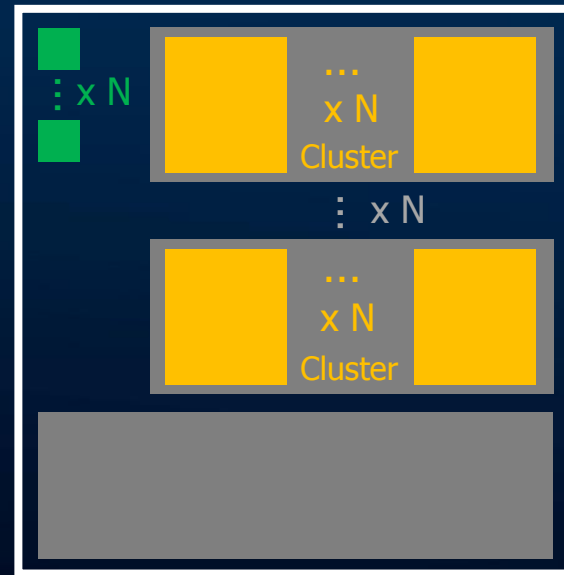 ⋮ x N
...
x N
Cluster
⋮ x N
...
x N
Cluster